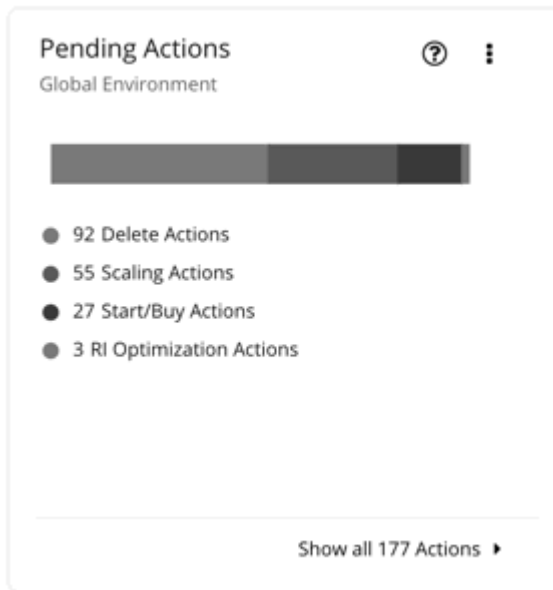 Pending Actions
Global Environment
92 Delete Actions
55 Scaling Actions
27 Start/Buy Actions
3 RI Optimization Actions
Show all 177 Actions